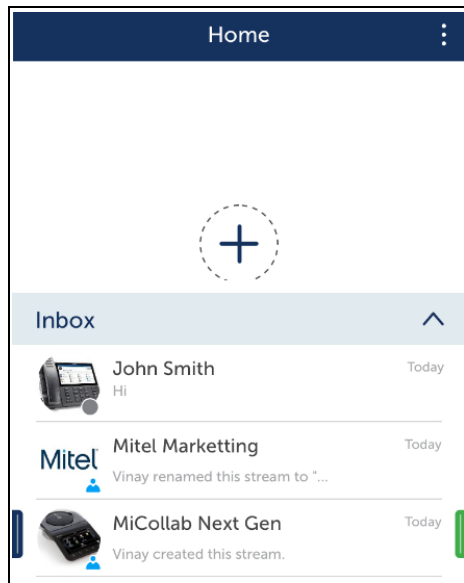 Home
Inbox
John Smith
Today
Hi
Mitel Marketting
Today
Mitel
Vinay renamed this stream to "...
MiCollab Next Gen
Today
Vinay created this stream.